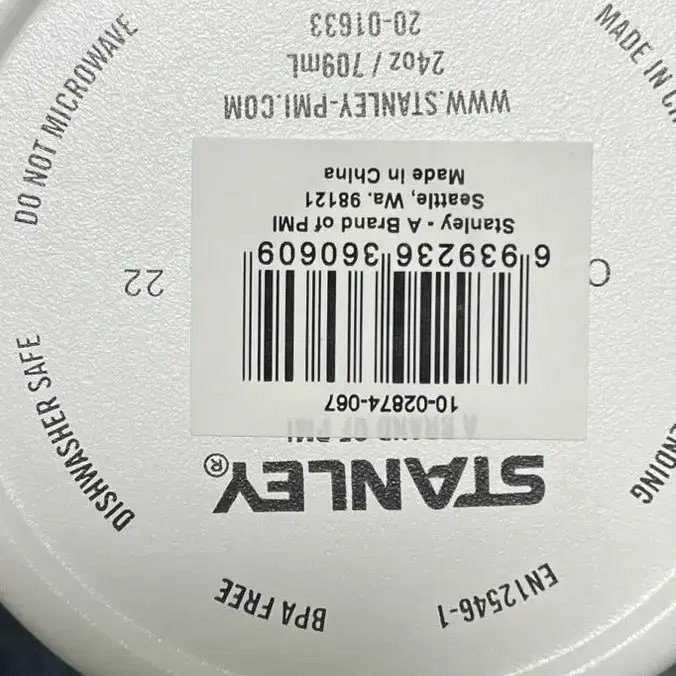 EN12546-1
BPA FREE
STANLEY®
A BRAND OF PMI
10-02874-067
6 939236 360609
Stanley - A Brand of PMI
Seattle, Wa. 98121
Made in China
22
WWW.STANLEY-PMI.COM
24oz / 709mL
20-01633
DISHWASHER SAFE
DO NOT MICROWAVE
MADE IN